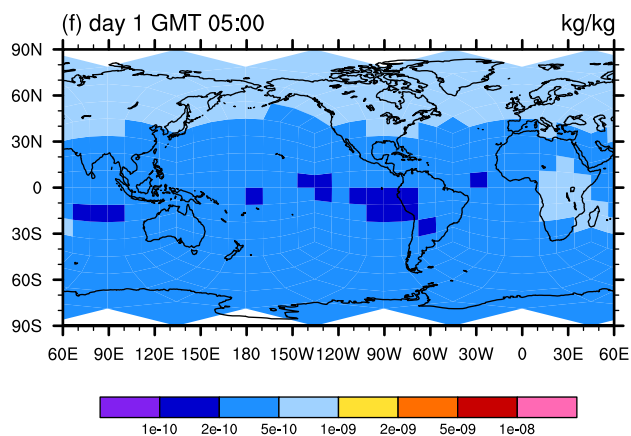 (f) day 1 GMT 05:00 kg/kg
90N
60N
30N
0
30S
60S
90S
60E 90E 120E 150E 180 150W 120W 90W 60W 30W 0 30E 60E
1e-10 2e-10 5e-10 1e-09 2e-09 5e-09 1e-08